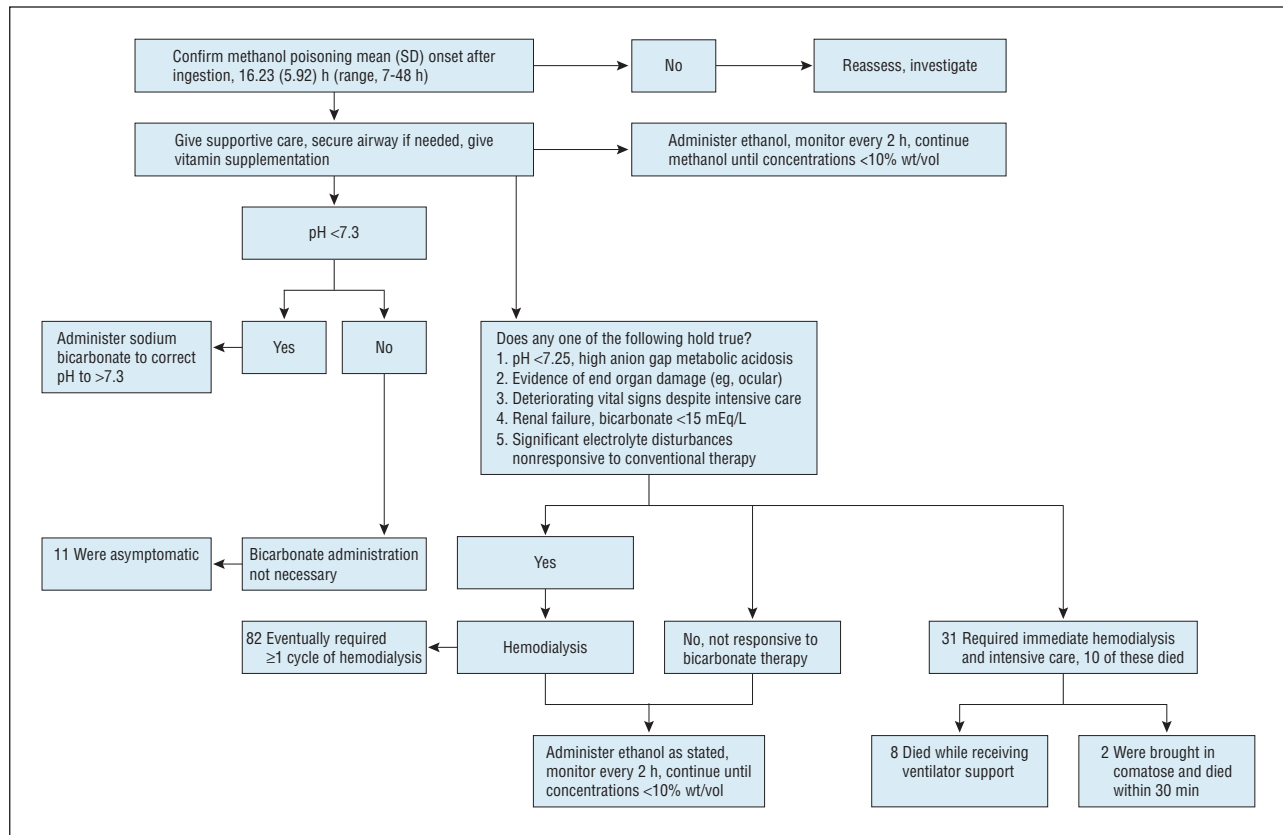 Confirm methanol poisoning mean (SD) onset after
ingestion, 16.23 (5.92) h (range, 7-48 h)
No
Reassess, investigate
Give supportive care, secure airway if needed, give
vitamin supplementation
Administer ethanol, monitor every 2 h, continue
methanol until concentrations <10% wt/vol
pH <7.3
Administer sodium
bicarbonate to correct
pH to >7.3
Yes
No
Does any one of the following hold true?
1. pH <7.25, high anion gap metabolic acidosis
2. Evidence of end organ damage (eg, ocular)
3. Deteriorating vital signs despite intensive care
4. Renal failure, bicarbonate <15 mEq/L
5. Significant electrolyte disturbances
nonresponsive to conventional therapy
11 Were asymptomatic
Bicarbonate administration
not necessary
Yes
82 Eventually required
≥1 cycle of hemodialysis
Hemodialysis
No, not responsive to
bicarbonate therapy
31 Required immediate hemodialysis
and intensive care, 10 of these died
Administer ethanol as stated,
monitor every 2 h, continue until
concentrations <10% wt/vol
8 Died while receiving
ventilator support
2 Were brought in
comatose and died
within 30 min